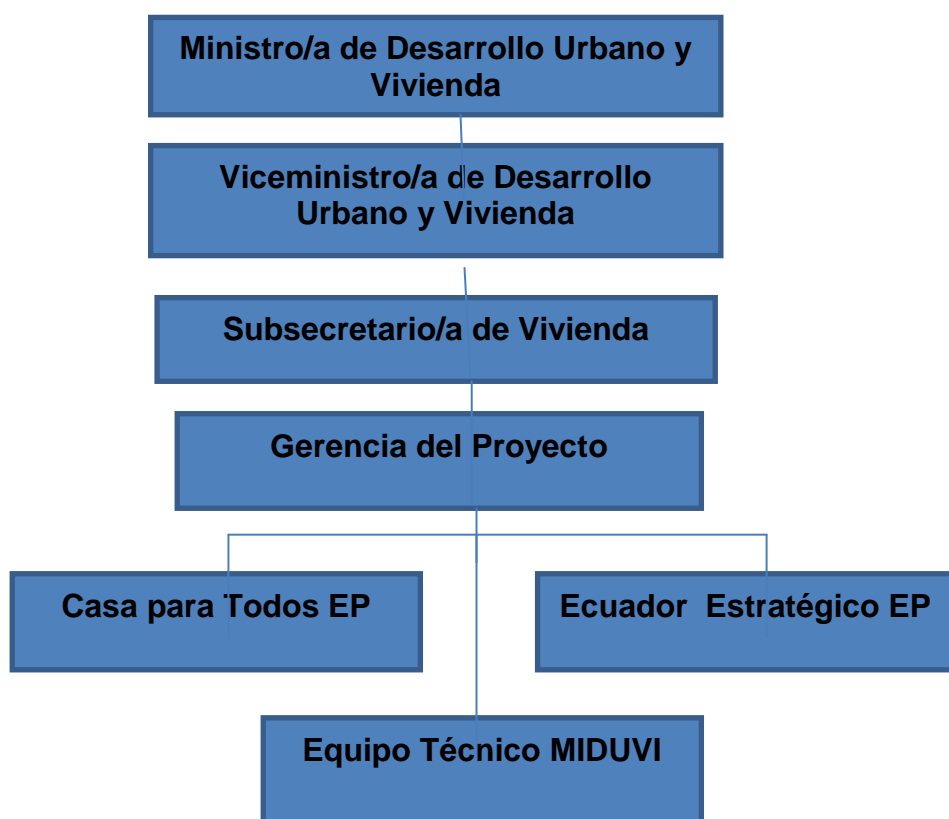 Ministro/a de Desarrollo Urbano y
Vivienda
Viceministro/a de Desarrollo
Urbano y Vivienda
Subsecretario/a de Vivienda
Gerencia del Proyecto
Casa para Todos EP
Ecuador Estratégico EP
Equipo Técnico MIDUVI